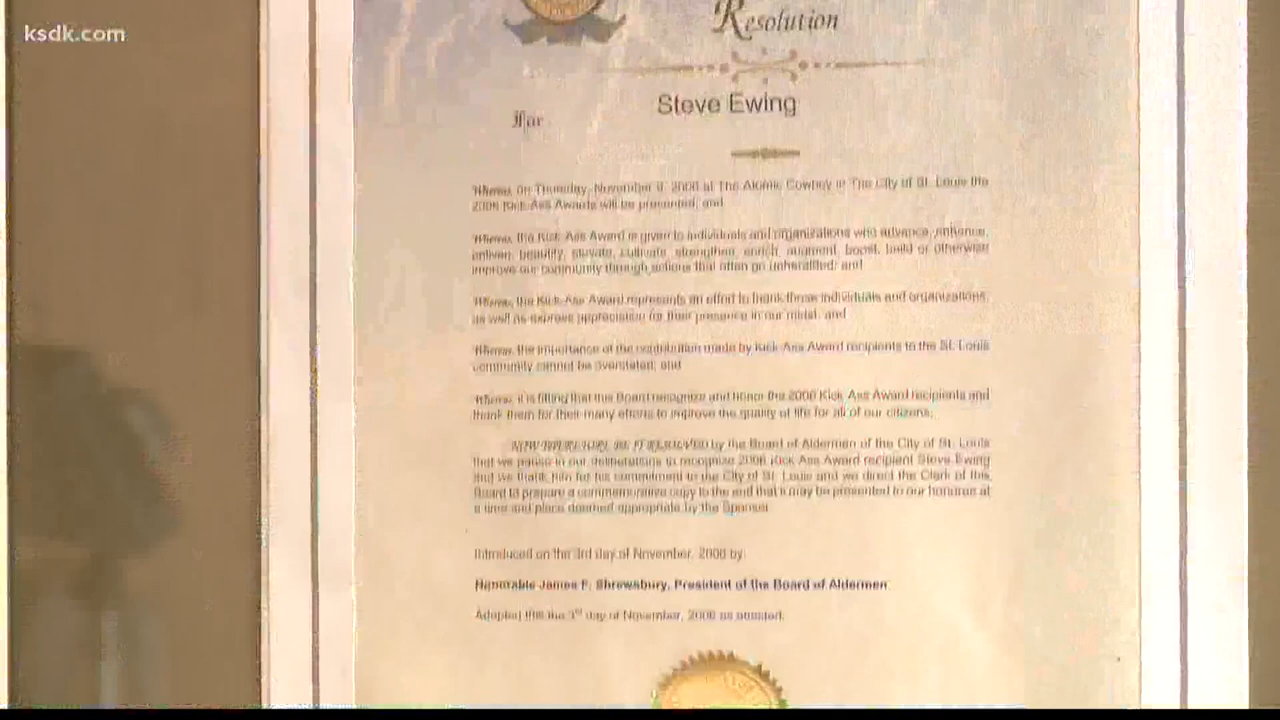 ksdk.com
Resolution
For
Steve Ewing
Whereas, on Thursday, November 9, 2006 at The Atomic Cowboy in The City of St. Louis the
2006 Kick Ass Awards will be presented; and
Whereas, the Kick Ass Award is given to individuals and organizations who advance, enhance,
enliven, beautify, elevate, cultivate, strengthen, enrich, augment, boost, build or otherwise
improve our community through actions that often go unheralded; and
Whereas, the Kick Ass Award represents an effort to thank those individuals and organizations,
as well as express appreciation for their presence in our midst; and
Whereas, the importance of the contribution made by Kick Ass Award recipients to the St. Louis
community cannot be overstated; and
Whereas, it is fitting that this Board recognize and honor the 2006 Kick Ass Award recipients and
thank them for their many efforts to improve the quality of life for all of our citizens;
NOW THEREFORE BE IT RESOLVED by the Board of Aldermen of the City of St. Louis
that we pause in our deliberations to recognize 2006 Kick Ass Award recipient Steve Ewing
and we thank him for his commitment to the City of St. Louis and we direct the Clerk of this
Board to prepare a commemorative copy to the end that it may be presented to our honoree at
a time and place deemed appropriate by the Sponsor.
Introduced on the 3rd day of November, 2006 by:
Honorable James F. Shrewsbury, President of the Board of Aldermen
Adopted this the 3rd day of November, 2006 as attested: